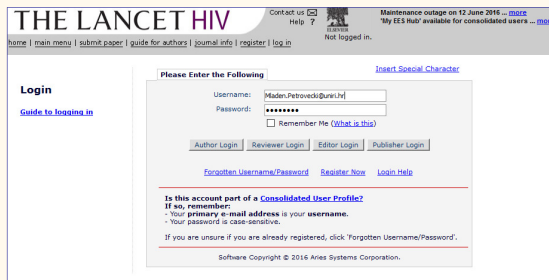 THE LANCET HIV
Contact us
Help ?
ELSEVIER
Maintenance outage on 12 June 2016 ... more
'My EES Hub' available for consolidated users ...
Not logged in.
home | main menu | submit paper | guide for authors | journal info | register | log in
Login
Guide to logging in
Please Enter the Following
Insert Special Character
Username: Mladen.Petrovecki@uniri.hr
Password: ••••••••
Remember Me (What is this)
Author Login Reviewer Login Editor Login Publisher Login
Forgotten Username/Password Register Now Login Help
Is this account part of a Consolidated User Profile?
If so, remember:
- Your primary e-mail address is your username.
- Your password is case-sensitive.
If you are unsure if you are already registered, click 'Forgotten Username/Password'.
Software Copyright © 2016 Aries Systems Corporation.